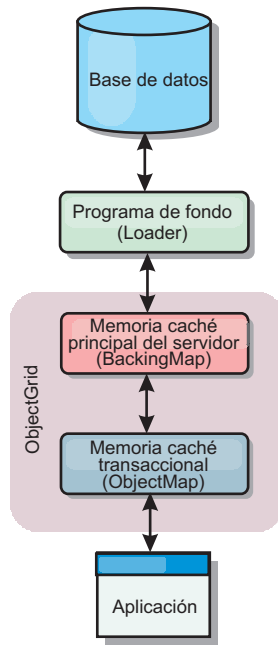 Base de datos
Programa de fondo
(Loader)
ObjectGrid
Memoria caché
principal del servidor
(BackingMap)
Memoria caché
transaccional
(ObjectMap)
Aplicación